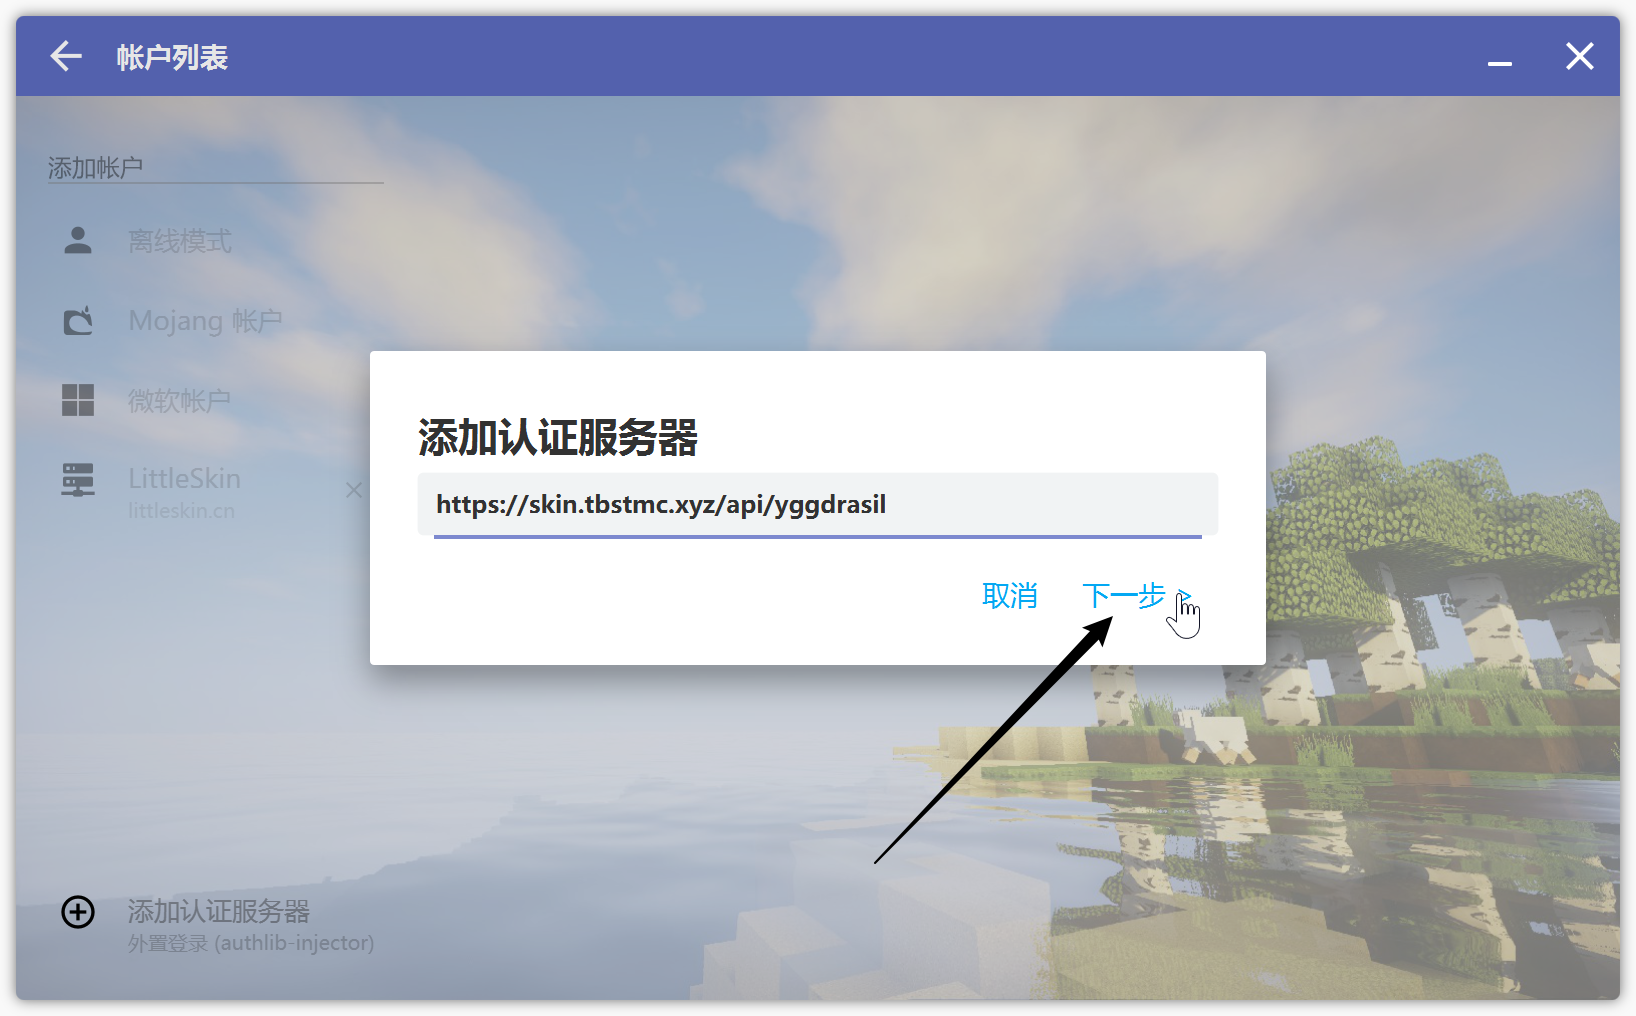 帐户列表
添加帐户
离线模式
Mojang 帐户
微软帐户
LittleSkin
littleskin.cn
添加认证服务器
https://skin.tbstmc.xyz/api/yggdrasil
取消
下一步 >
添加认证服务器
外置登录 (authlib-injector)